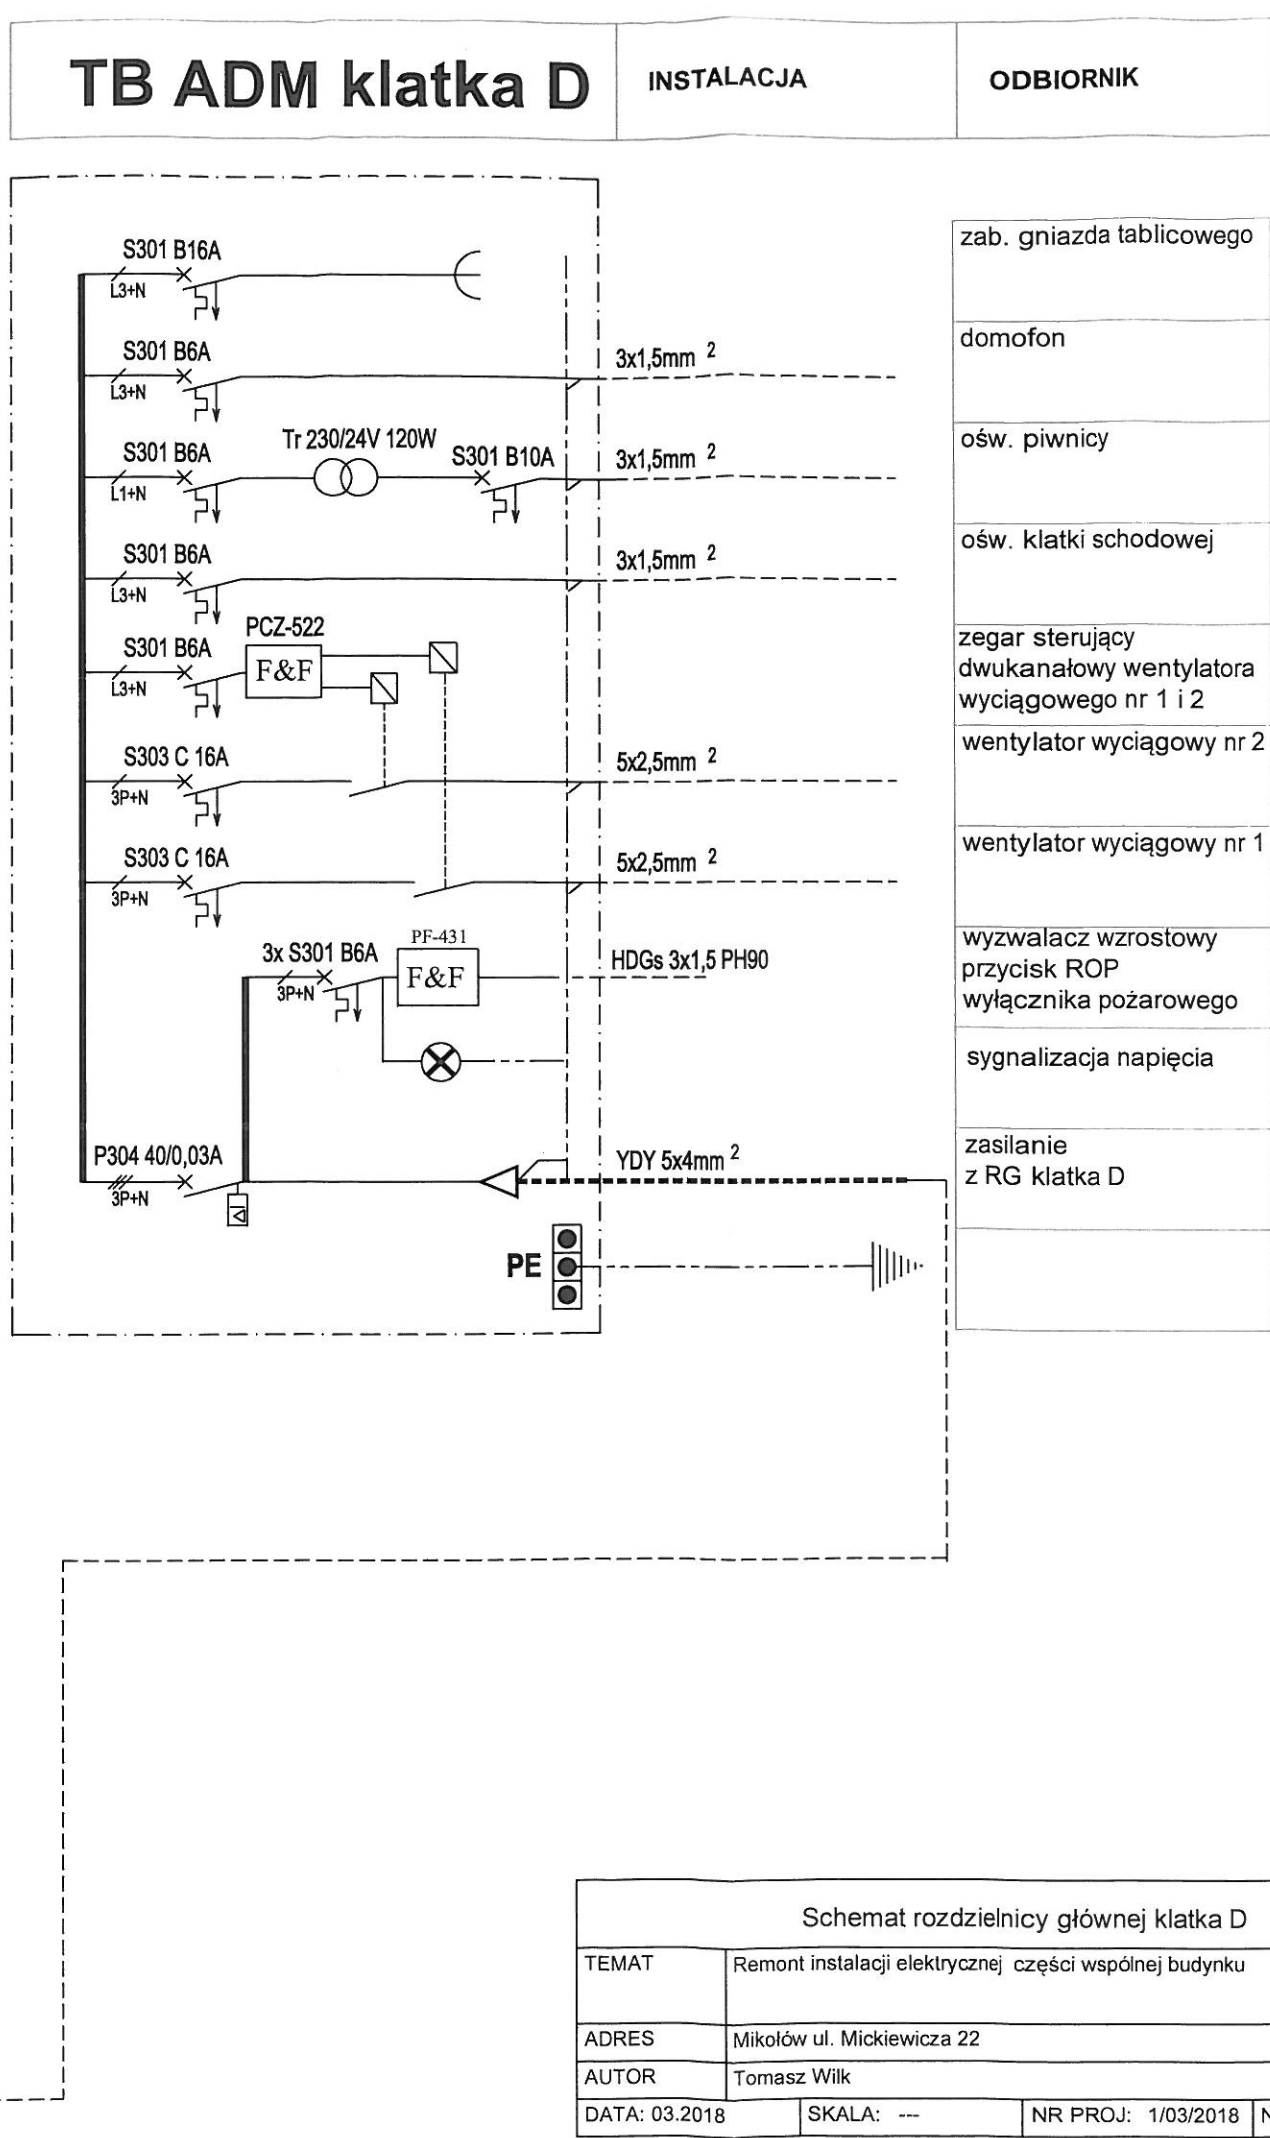 TB ADM klatka D
INSTALACJA
ODBIORNIK
S301 B16A
L3+N
zab. gniazda tablicowego
S301 B6A
L3+N
3x1,5mm 2
domofon
S301 B6A
L1+N
Tr 230/24V 120W
S301 B10A
3x1,5mm 2
ośw. piwnicy
S301 B6A
L3+N
3x1,5mm 2
ośw. klatki schodowej
S301 B6A
L3+N
PCZ-522
F&F
zegar sterujący
dwukanałowy wentylatora
wyciągowego nr 1 i 2
S303 C 16A
3P+N
5x2,5mm 2
wentylator wyciągowy nr 2
S303 C 16A
3P+N
5x2,5mm 2
wentylator wyciągowy nr 1
3x S301 B6A
3P+N
PF-431
F&F
HDGs 3x1,5 PH90
wyzwalacz wzrostowy
przycisk ROP
wyłącznika pożarowego
sygnalizacja napięcia
P304 40/0,03A
3P+N
YDY 5x4mm 2
zasilanie
z RG klatka D
PE
Schemat rozdzielnicy głównej klatka D
TEMAT
Remont instalacji elektrycznej części wspólnej budynku
ADRES
Mikołów ul. Mickiewicza 22
AUTOR
Tomasz Wilk
DATA: 03.2018
SKALA: ---
NR PROJ: 1/03/2018